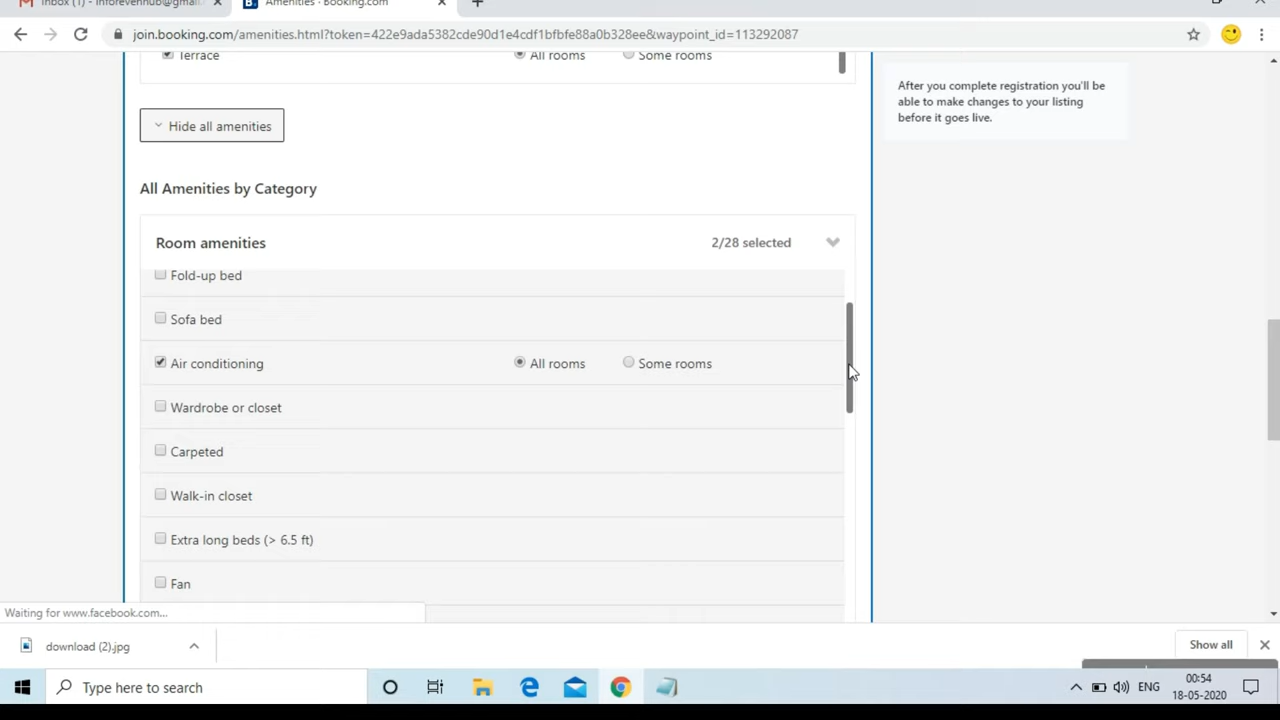 Inbox (1) - inforevenhub@gmail.
Amenities · Booking.com
join.booking.com/amenities.html?token=422e9ada5382cde90d1e4cdf1bfbfe88a0b328ee&waypoint_id=113292087
Terrace All rooms Some rooms
After you complete registration you'll be
able to make changes to your listing
before it goes live.
Hide all amenities
All Amenities by Category
Room amenities 2/28 selected
Fold-up bed
Sofa bed
Air conditioning All rooms Some rooms
Wardrobe or closet
Carpeted
Walk-in closet
Extra long beds (> 6.5 ft)
Fan
Waiting for www.facebook.com...
download (2).jpg
Show all
Type here to search
ENG
00:54
18-05-2020